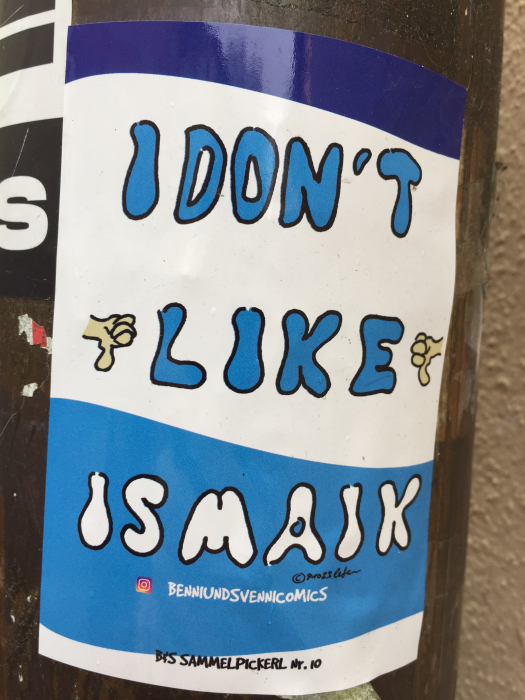 S
I DON'T
LIKE
ISMAIK
BENNIUNDSVENNICOMICS
B&S SAMMELPICKERL NR. 10